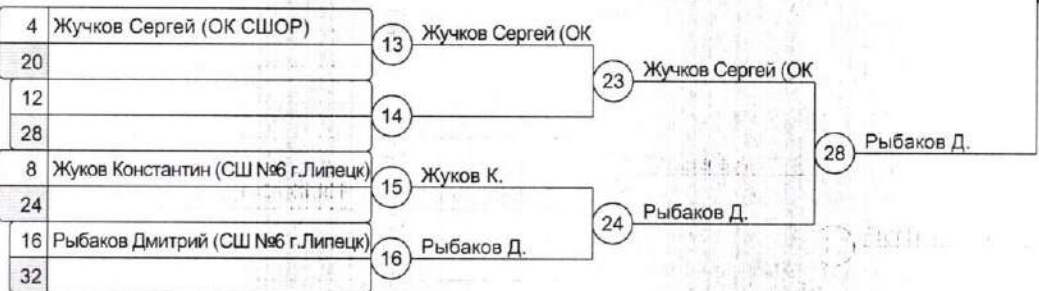 4 Жучков Сергей (ОК СШОР)
20
12
28
8 Жуков Константин (СШ №6 г.Липецк)
24
16 Рыбаков Дмитрий (СШ №6 г.Липецк)
32
13 Жучков Сергей (ОК
14
15 Жуков К.
16 Рыбаков Д.
23 Жучков Сергей (ОК
24 Рыбаков Д.
28 Рыбаков Д.